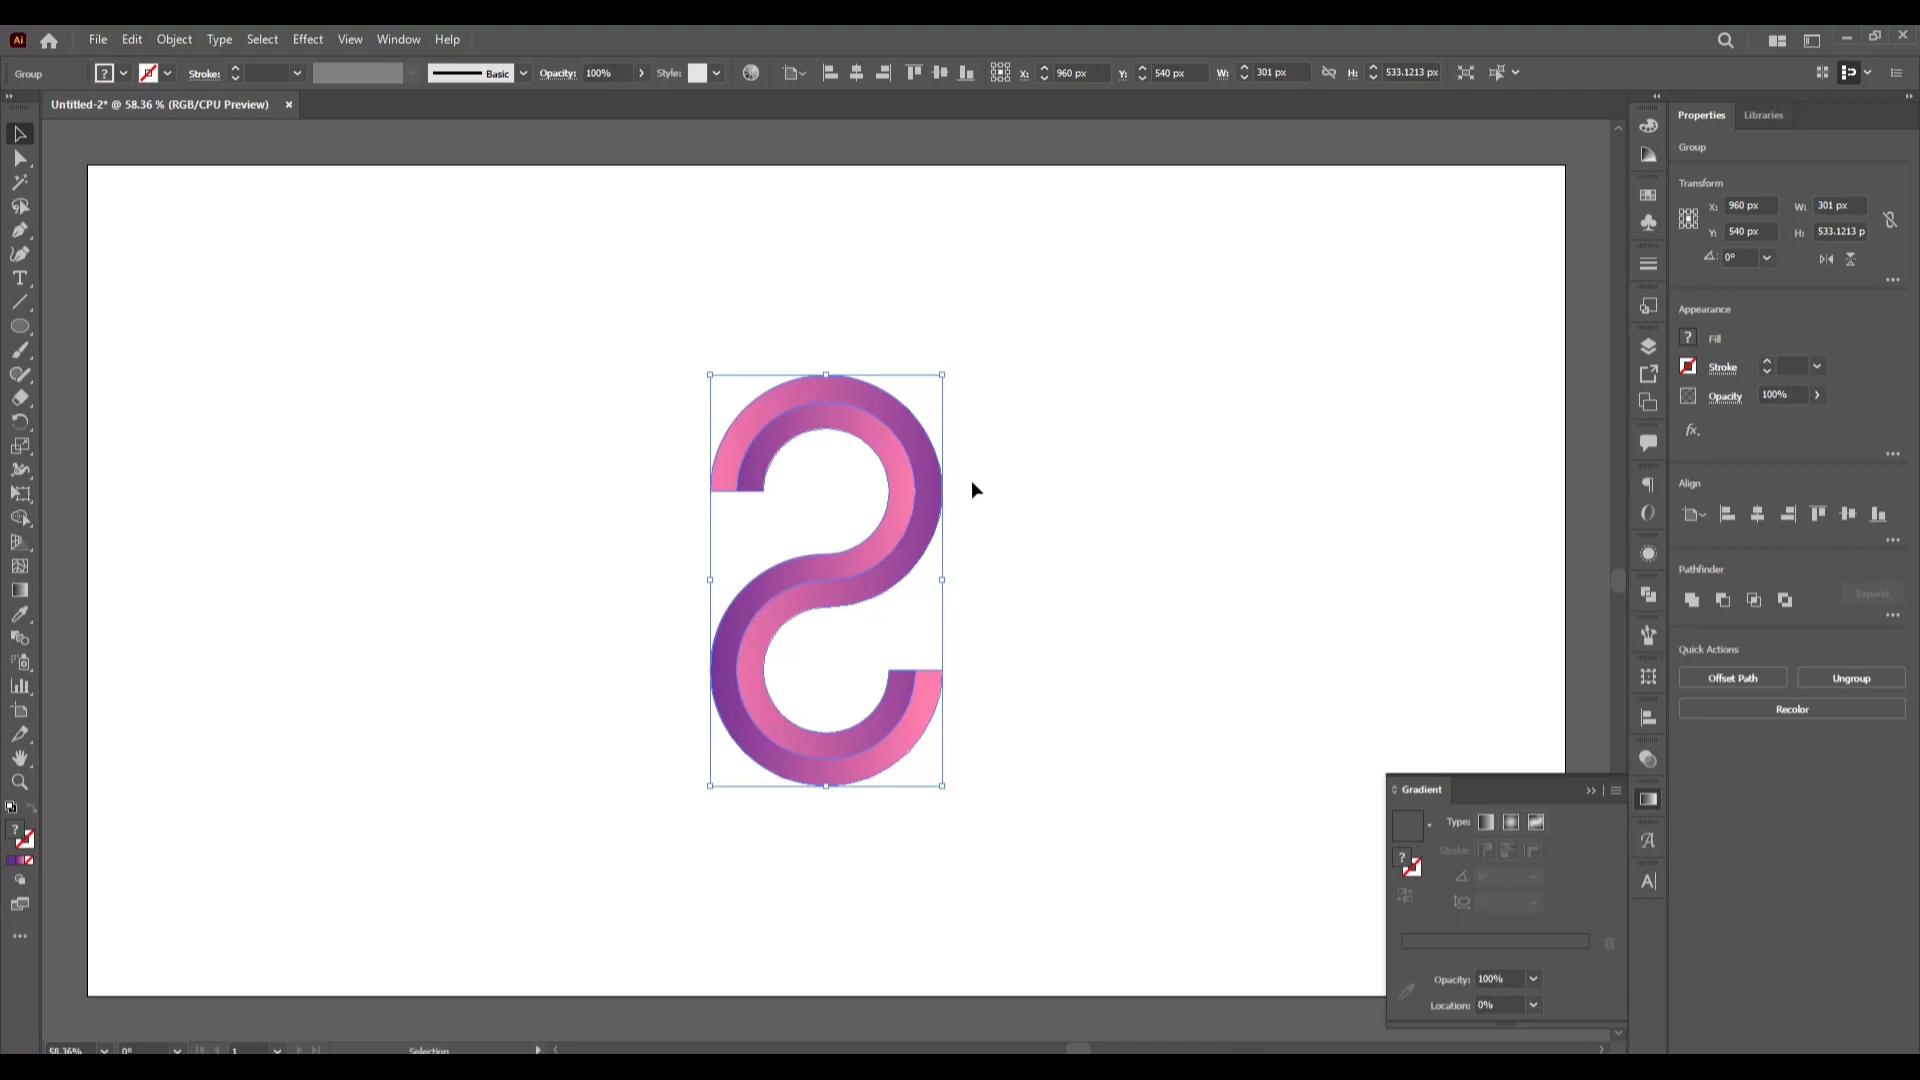 Ai File Edit Object Type Select Effect View Window Help
Group ? Stroke: Basic Opacity: 100% Style: X: 960 px Y: 540 px W: 301 px H: 533.1213 px
Untitled-2* @ 58.36 % (RGB/CPU Preview) ×
Properties Libraries
Group
Transform
X: 960 px W: 301 px
Y: 540 px H: 533.1213 p
0°
Appearance
? Fill
Stroke
Opacity 100%
fx.
Align
Pathfinder
Expand
Quick Actions
Offset Path Ungroup
Recolor
Gradient
Type:
Stroke:
0°
Opacity: 100%
Location: 0%
58.36% 0° 1 Selection